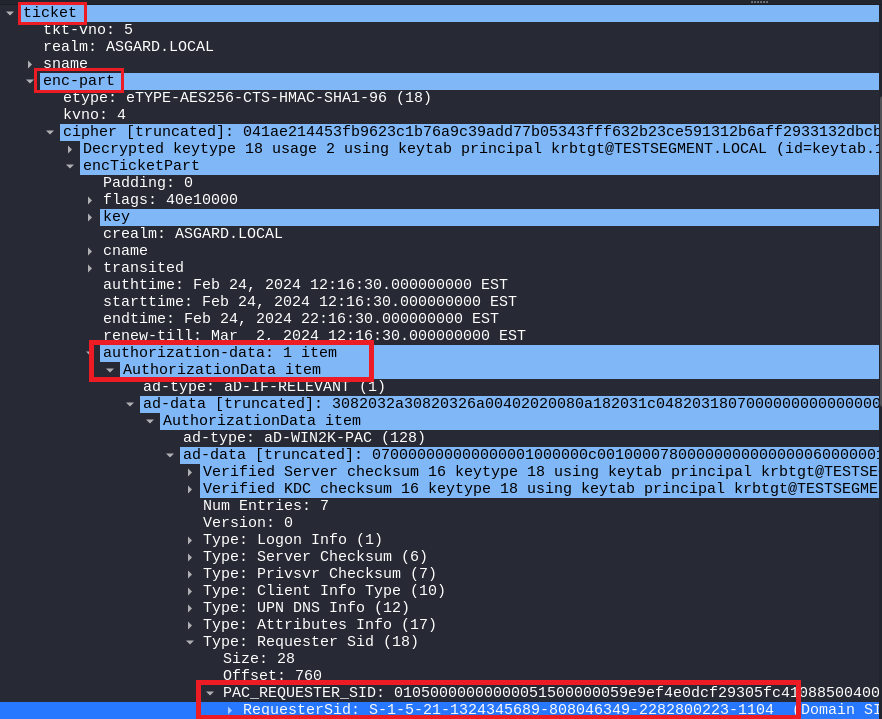 ticket
tkt-vno: 5
realm: ASGARD.LOCAL
sname
enc-part
etype: eTYPE-AES256-CTS-HMAC-SHA1-96 (18)
kvno: 4
cipher [truncated]: 041ae214453fb9623c1b76a9c39add77b05343fff632b23ce591312b6aff2933132dbcb
Decrypted keytype 18 usage 2 using keytab principal krbtgt@TESTSEGMENT.LOCAL (id=keytab.1
encTicketPart
Padding: 0
flags: 40e10000
key
crealm: ASGARD.LOCAL
cname
transited
authtime: Feb 24, 2024 12:16:30.000000000 EST
starttime: Feb 24, 2024 12:16:30.000000000 EST
endtime: Feb 24, 2024 22:16:30.000000000 EST
renew-till: Mar  2, 2024 12:16:30.000000000 EST
authorization-data: 1 item
AuthorizationData item
ad-type: aD-IF-RELEVANT (1)
ad-data [truncated]: 3082032a30820326a00402020080a182031c04820318070000000000000000
AuthorizationData item
ad-type: aD-WIN2K-PAC (128)
ad-data [truncated]: 07000000000000000001000000c0010000780000000000000006000000
Verified Server checksum 16 keytype 18 using keytab principal krbtgt@TESTSE
Verified KDC checksum 16 keytype 18 using keytab principal krbtgt@TESTSEGME
Num Entries: 7
Version: 0
Type: Logon Info (1)
Type: Server Checksum (6)
Type: Privsvr Checksum (7)
Type: Client Info Type (10)
Type: UPN DNS Info (12)
Type: Attributes Info (17)
Type: Requester Sid (18)
Size: 28
Offset: 760
PAC_REQUESTER_SID: 01050000000000051500000059e9ef4e0dcf29305fc41088500400
RequesterSid: S-1-5-21-1324345689-808046349-2282800223-1104  (Domain SI